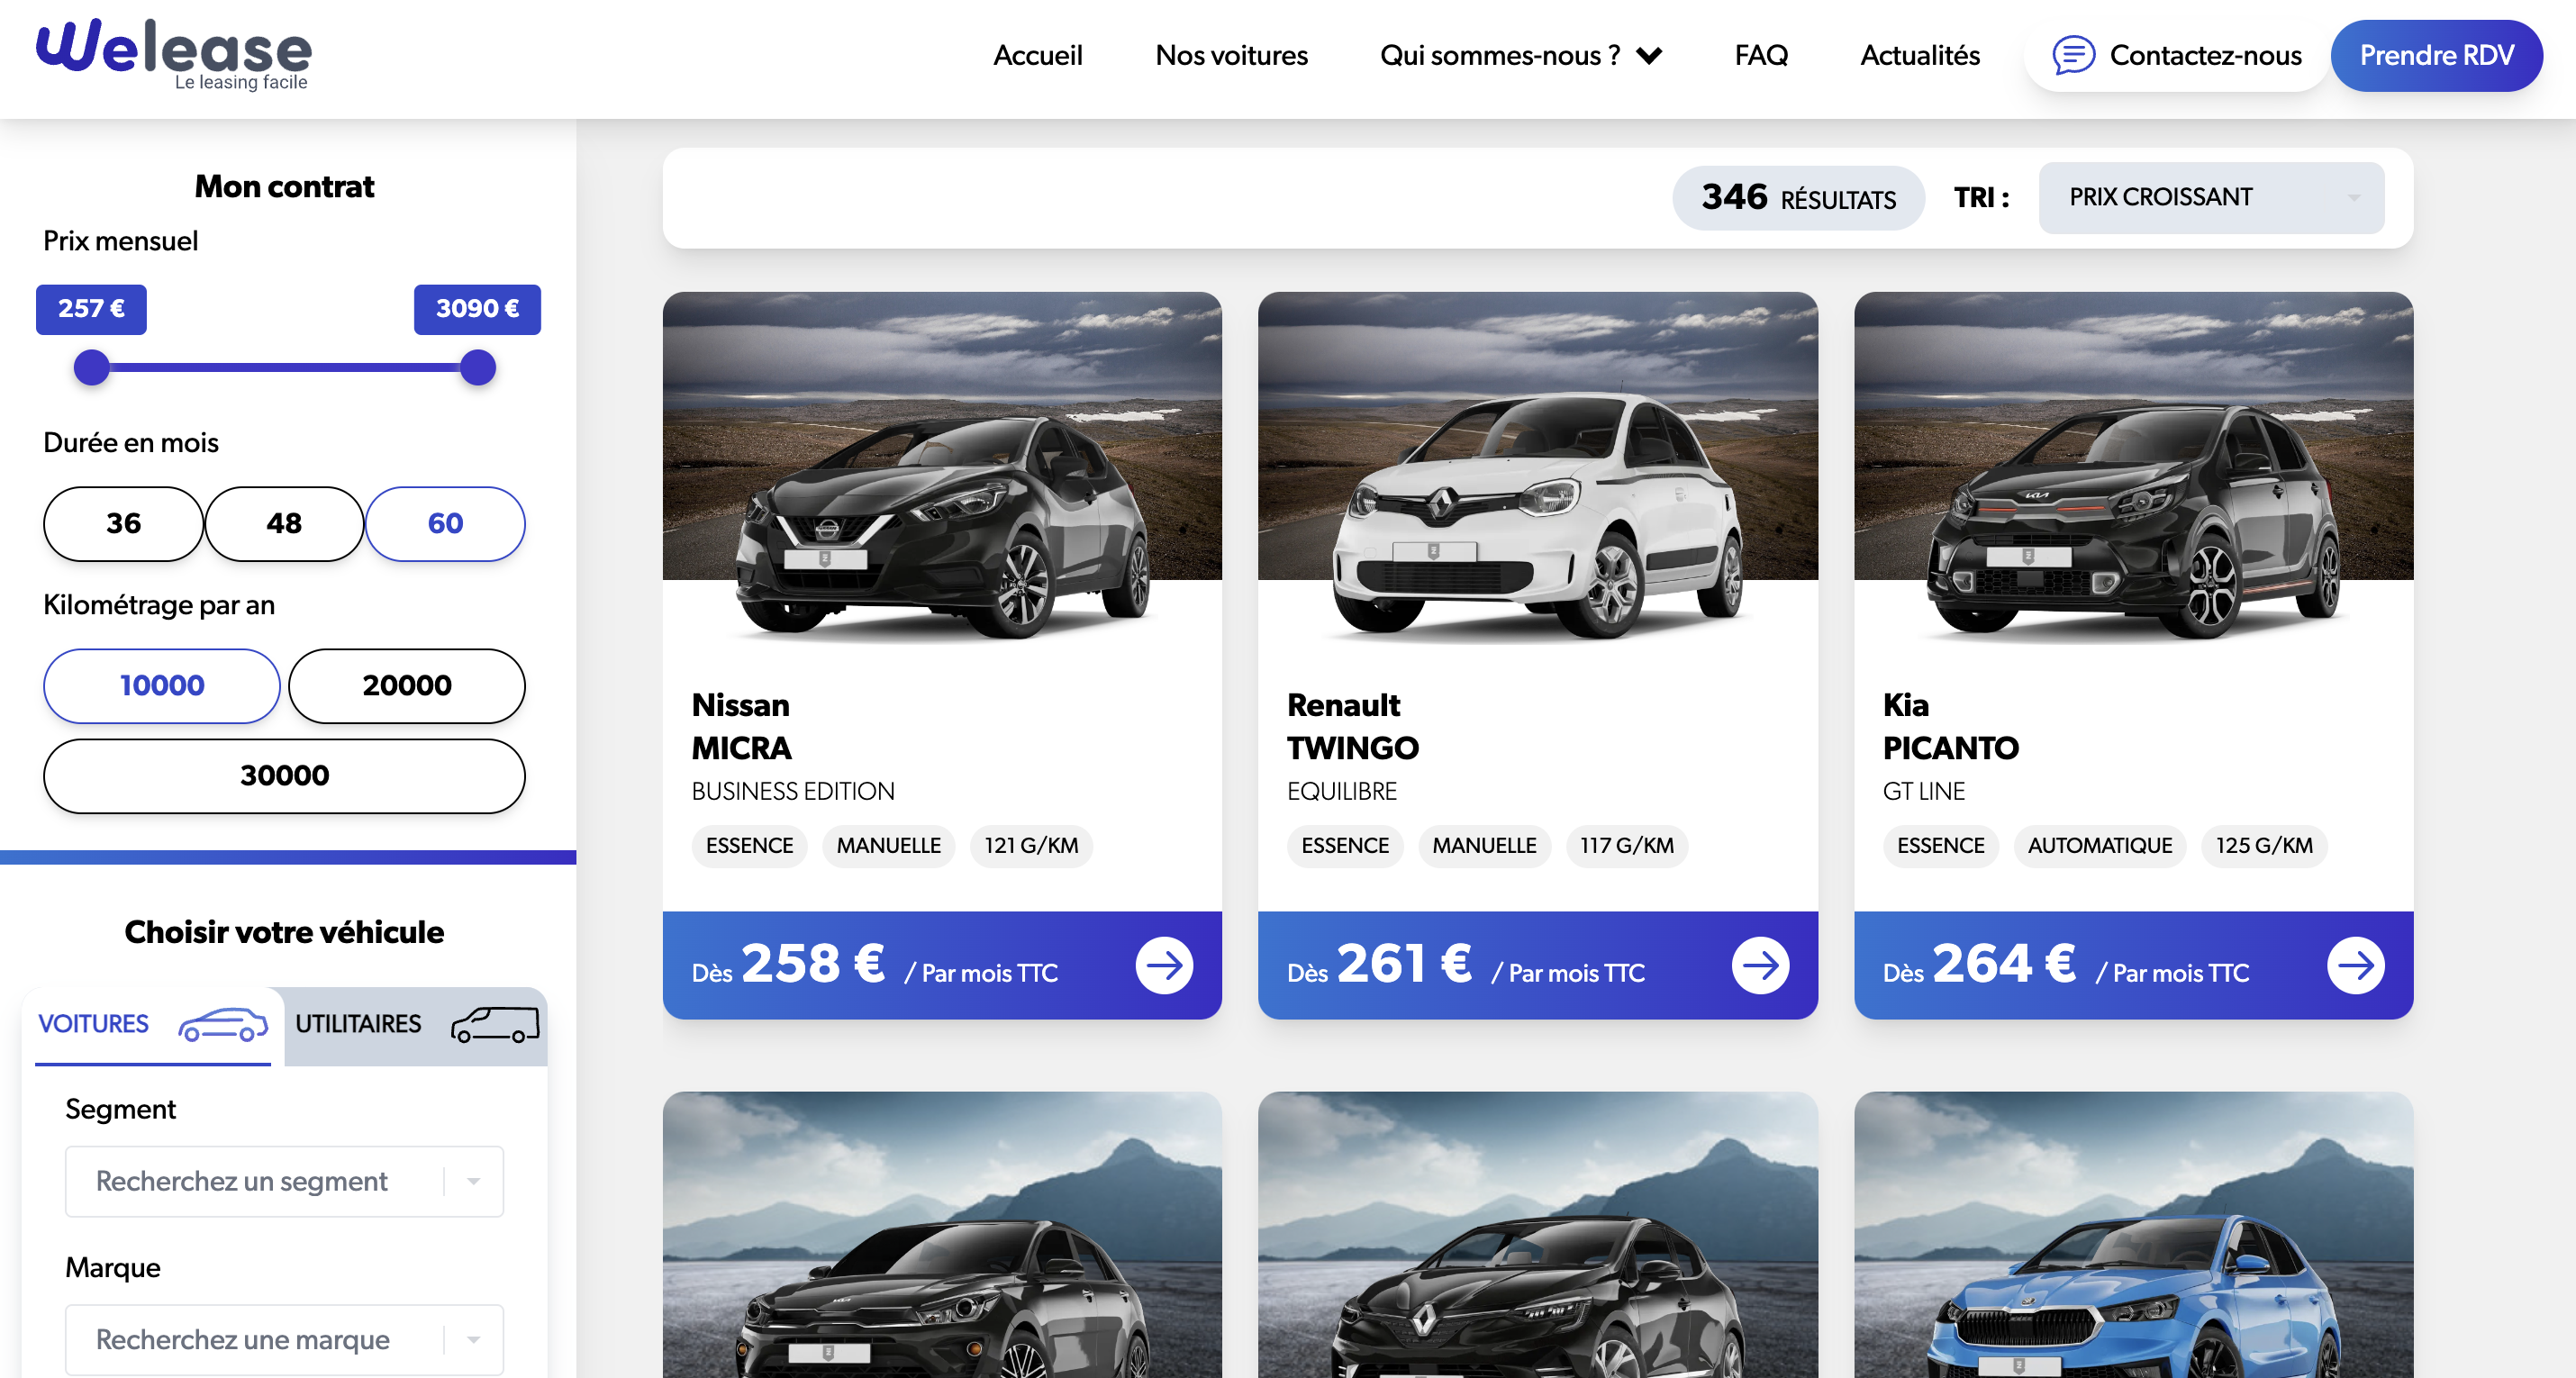 Welease
Le leasing facile
Accueil
Nos voitures
Qui sommes-nous ?
FAQ
Actualités
Contactez-nous
Prendre RDV
Mon contrat
Prix mensuel
257 €
3090 €
Durée en mois
36
48
60
Kilométrage par an
10000
20000
30000
Choisir votre véhicule
VOITURES
UTILITAIRES
Segment
Recherchez un segment
Marque
Recherchez une marque
346 RÉSULTATS
TRI :
PRIX CROISSANT
Nissan
MICRA
BUSINESS EDITION
ESSENCE
MANUELLE
121 G/KM
Dès 258 € / Par mois TTC
Renault
TWINGO
EQUILIBRE
ESSENCE
MANUELLE
117 G/KM
Dès 261 € / Par mois TTC
Kia
PICANTO
GT LINE
ESSENCE
AUTOMATIQUE
125 G/KM
Dès 264 € / Par mois TTC